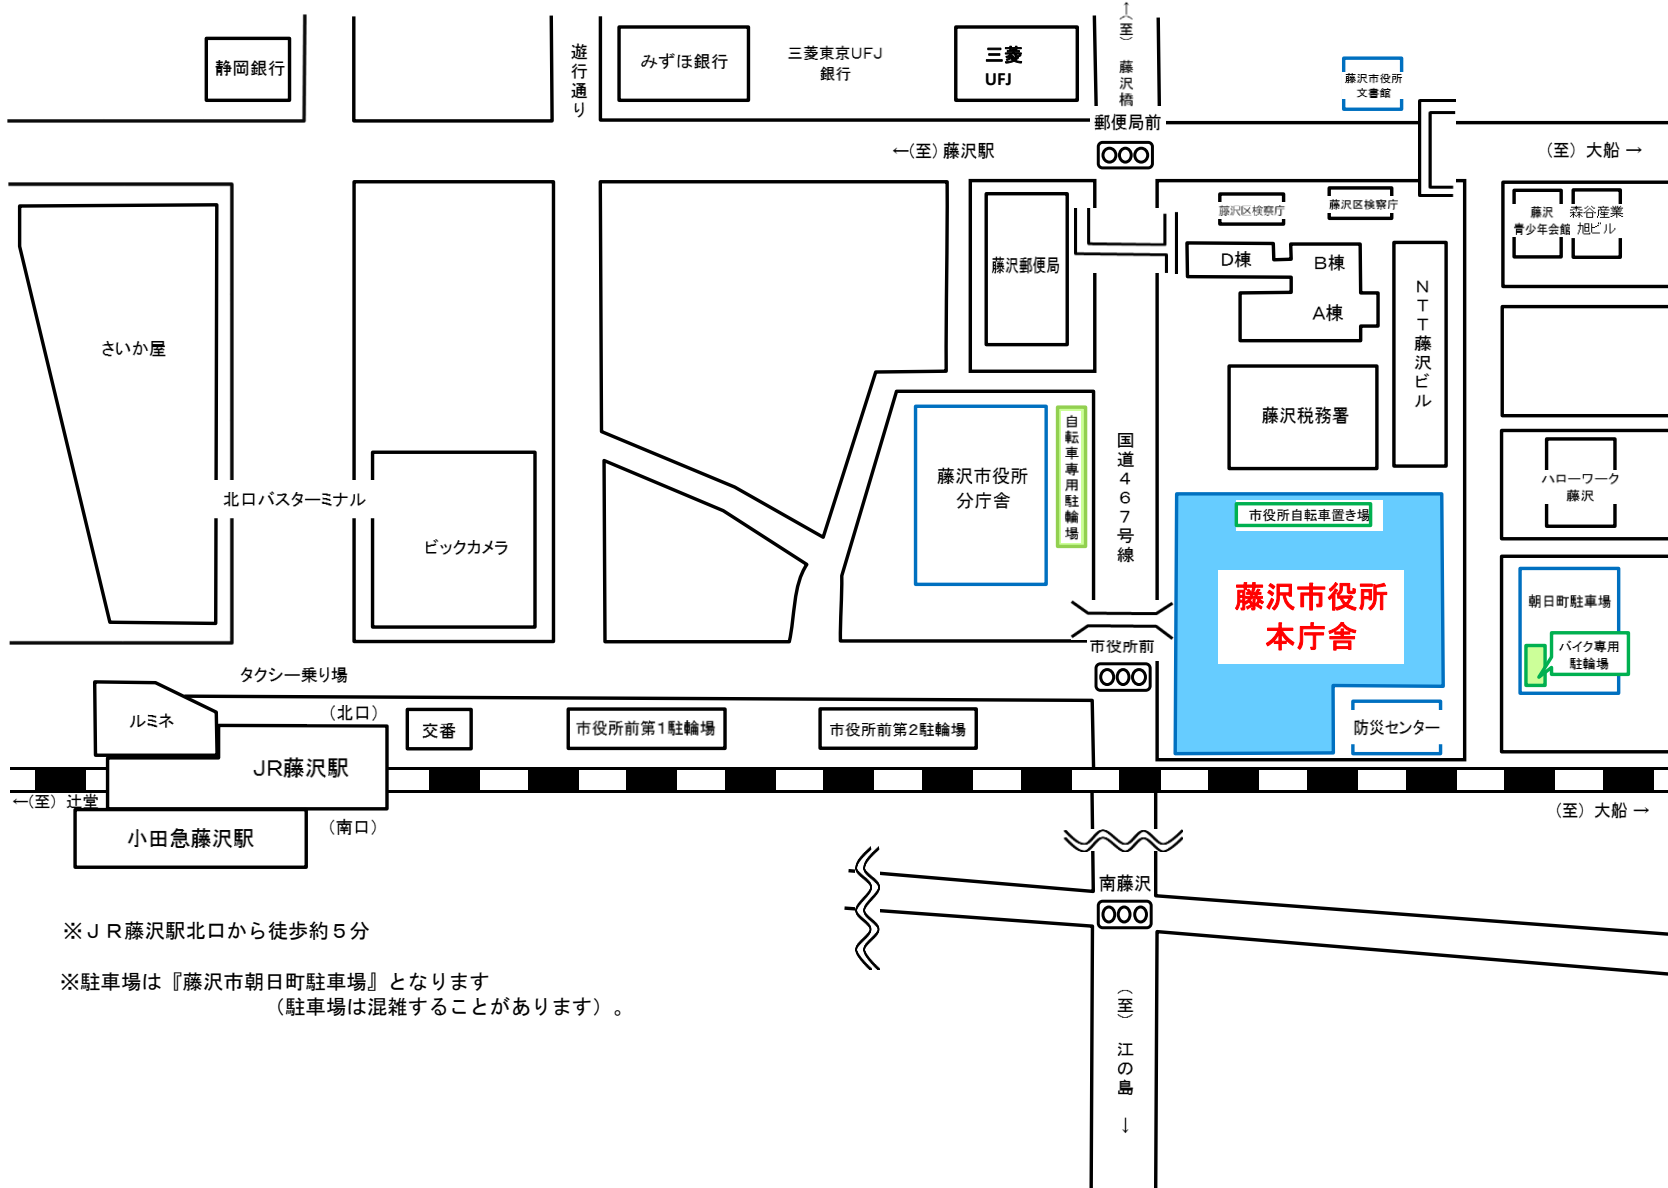 静岡銀行
遊行通り
みずほ銀行
三菱東京UFJ
銀行
三菱
UFJ
←(至) 藤沢橋
藤沢市役所
文書館
郵便局前
←(至) 藤沢駅
(至) 大船 →
藤沢区検察庁
藤沢区検察庁
藤沢
青少年会館
森谷産業
旭ビル
藤沢郵便局
D棟
B棟
A棟
NTT藤沢ビル
さいか屋
藤沢税務署
自転車専用駐輪場
国道467号線
藤沢市役所
分庁舎
北口バスターミナル
ハローワーク
藤沢
市役所自転車置き場
ビックカメラ
藤沢市役所
本庁舎
朝日町駐車場
バイク専用
駐輪場
市役所前
タクシー乗り場
ルミネ
(北口)
交番
市役所前第1駐輪場
市役所前第2駐輪場
防災センター
JR藤沢駅
←(至) 辻堂
(至) 大船 →
小田急藤沢駅
(南口)
南藤沢
※JR藤沢駅北口から徒歩約5分
※駐車場は『藤沢市朝日町駐車場』となります
(駐車場は混雑することがあります)。
(至) 江の島 →